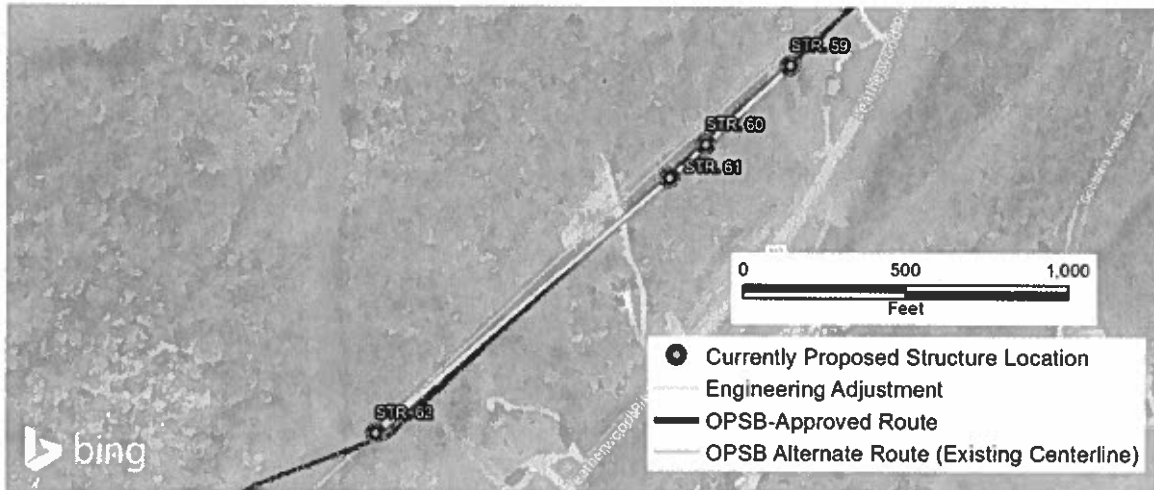 STR. 59
STR. 60
STR. 61
STR. 62
0 500 1,000
Feet
Currently Proposed Structure Location
Engineering Adjustment
OPSB-Approved Route
OPSB Alternate Route (Existing Centerline)
bing